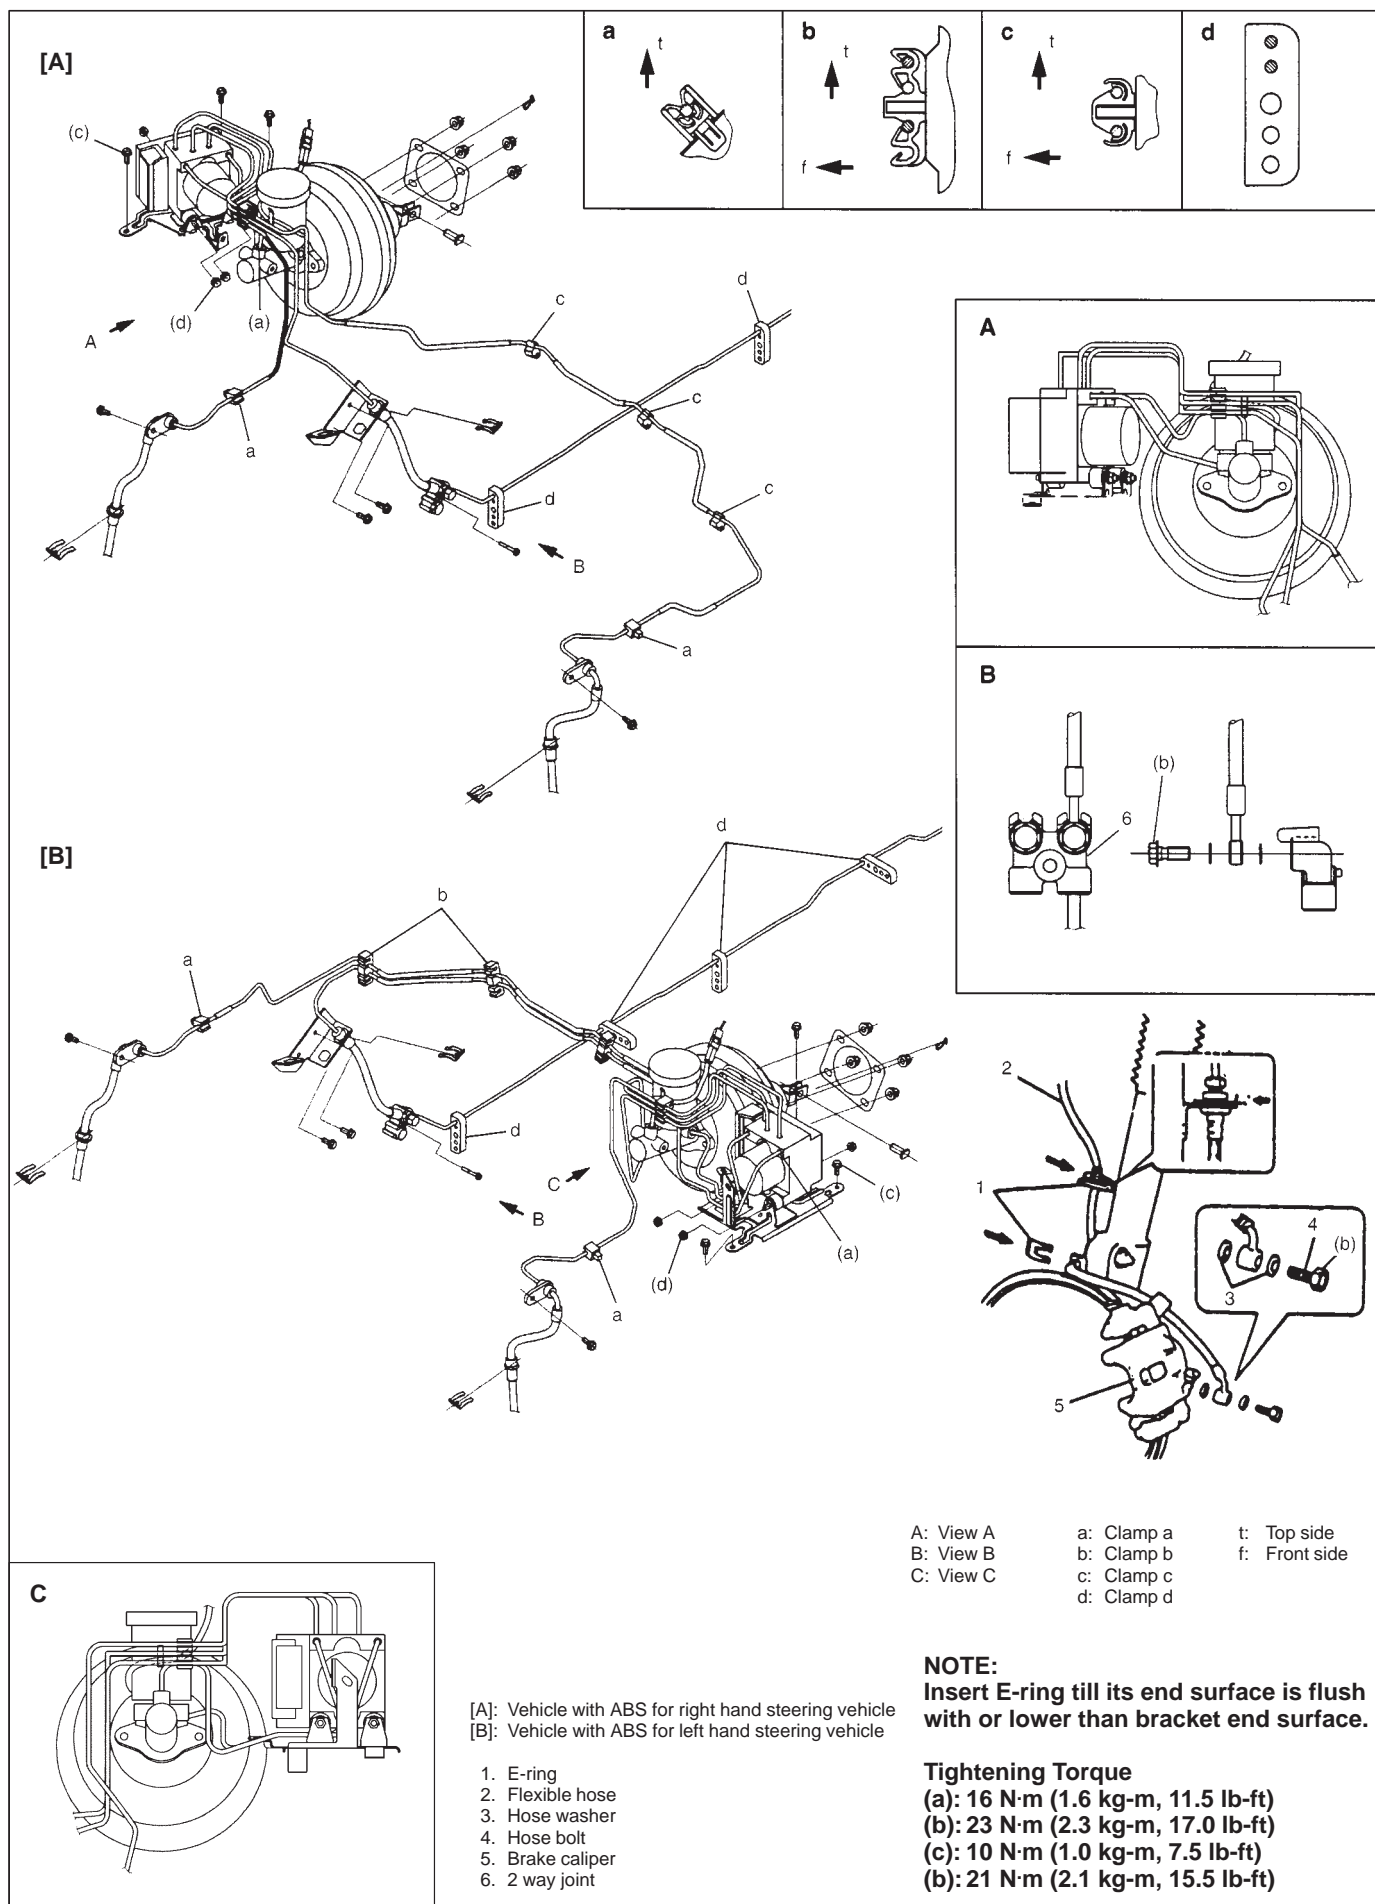 [A]
a
t
b
t
f
c
t
f
d
(c)
A
(d)
(a)
c
d
c
a
c
d
B
a
A
B
(b)
6
[B]
d
b
a
d
C
B
(c)
(a)
(d)
a
2
1
4
(b)
3
5
A: View A
B: View B
C: View C
a: Clamp a
b: Clamp b
c: Clamp c
d: Clamp d
t: Top side
f: Front side
C
[A]: Vehicle with ABS for right hand steering vehicle
[B]: Vehicle with ABS for left hand steering vehicle
1. E-ring
2. Flexible hose
3. Hose washer
4. Hose bolt
5. Brake caliper
6. 2 way joint
NOTE:
Insert E-ring till its end surface is flush
with or lower than bracket end surface.
Tightening Torque
(a): 16 N·m (1.6 kg-m, 11.5 lb-ft)
(b): 23 N·m (2.3 kg-m, 17.0 lb-ft)
(c): 10 N·m (1.0 kg-m, 7.5 lb-ft)
(b): 21 N·m (2.1 kg-m, 15.5 lb-ft)